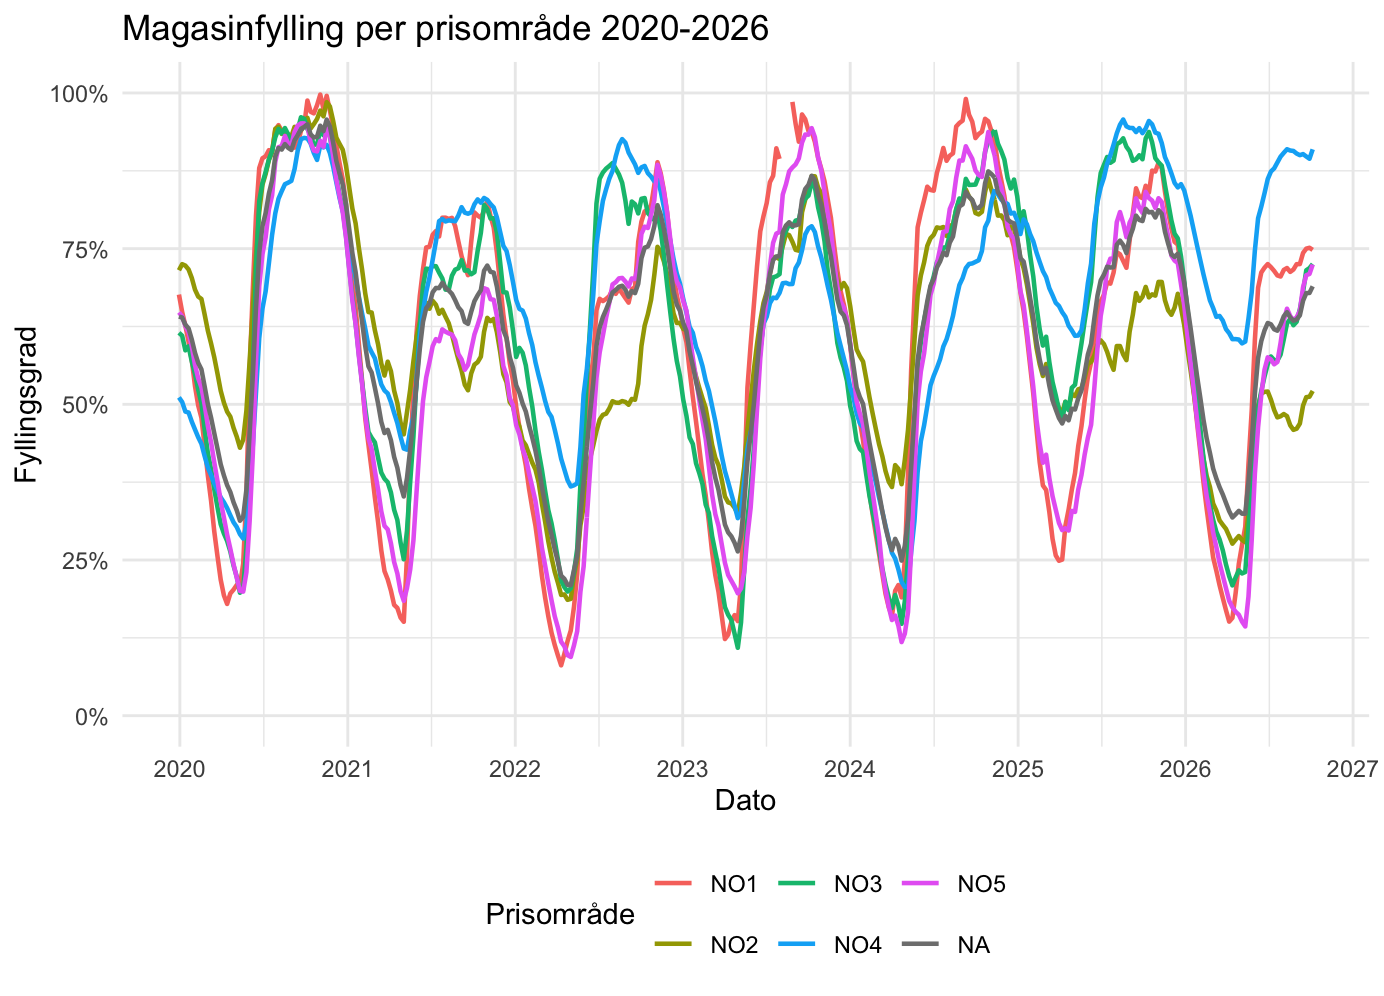 Magasinfylling per prisområde 2020-2026
100%
75%
50%
25%
0%
Fyllingsgrad
2020 2021 2022 2023 2024 2025 2026 2027
Dato
Prisområde
NO1 NO3 NO5
NO2 NO4 NA